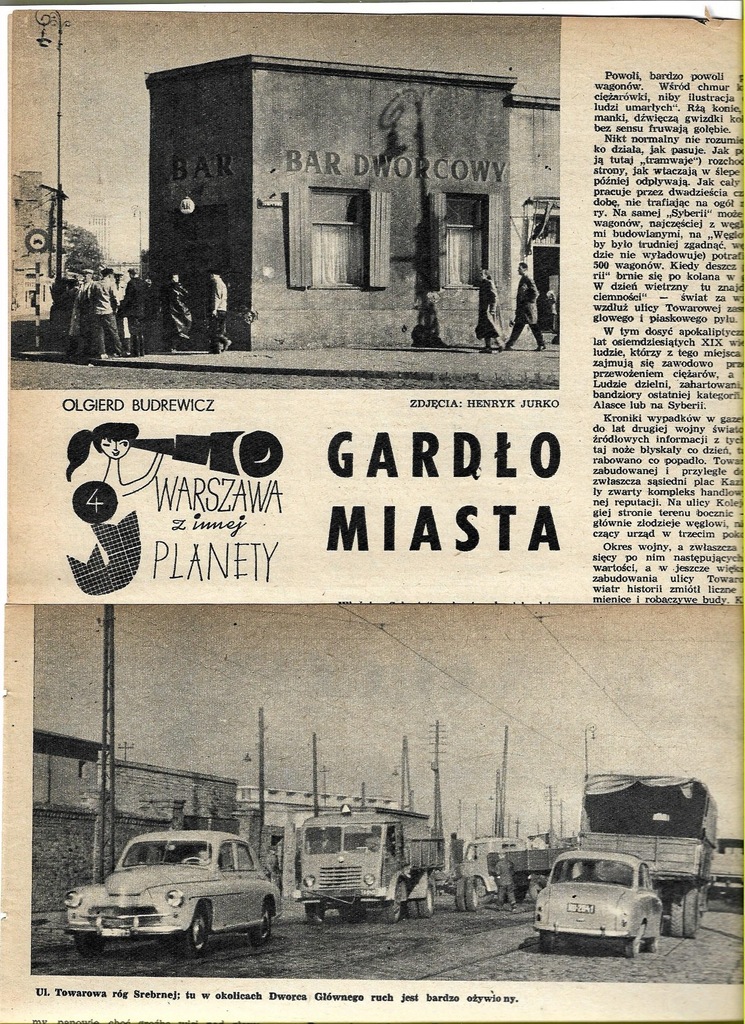 BAR
BAR DWORCOWY
OLGIERD BUDREWICZ
ZDJĘCIA: HENRYK JURKO
4
WARSZAWA
z innej
PLANETY
GARDŁO
MIASTA
Powoli, bardzo powoli
wagonów. Wśród chmur
ciężarówki, niby ilustracja
ludzi umarłych". Rżą konie,
manki, dźwięczą gwizdki
bez sensu fruwają gołębie.
Nikt normalny nie
ko działa, jak pasuje. Jak
ją tutaj „tramwaje")
strony, jak wtaczają w ślepe
później odpływają. Jak cały
pracuje przez dwadzieścia
dobę, nie trafiając na ogół
ry. Na samej „Syberii"
wagonów, najczęściej z
mi budowlanymi, na
by było trudniej zgadnąć,
dzie nie wyładowuje)
500 wagonów. Kiedy deszcz
rii" brnie się po kolana w
W dzień wietrzny tu
ciemności" — świat za
wzdłuż ulicy Towarowej
glowego i piaskowego pyłu.
W tym dosyć
lat osiemdziesiątych XIX
ludzie, którzy z tego miejsca
zajmują się zawodowo
przewożeniem ciężarów, a
Ludzie dzielni, zahartowani,
bandziory ostatniej kategorii.
Alasce lub na Syberii.
Kroniki wypadków w
do lat drugiej wojny
źródłowych informacji z
taj noże błyskały co dzień,
rabowano co popadło.
zabudowanej i przyległe
zwłaszcza sąsiedni plac
ły zwarty kompleks
nej reputacji. Na ulicy
giej stronie terenu bocznic
głównie złodzieje węglowi,
czący urząd w trzecim
Okres wojny, a zwłaszcza
sięcy po nim następujących
wartości, a w jeszcze
zabudowania ulicy
wiatr historii zmiótł liczne
mienice i robaczywe budy.
Ul. Towarowa róg Srebrnej; tu w okolicach Dworca Głównego ruch jest bardzo ożywiony.